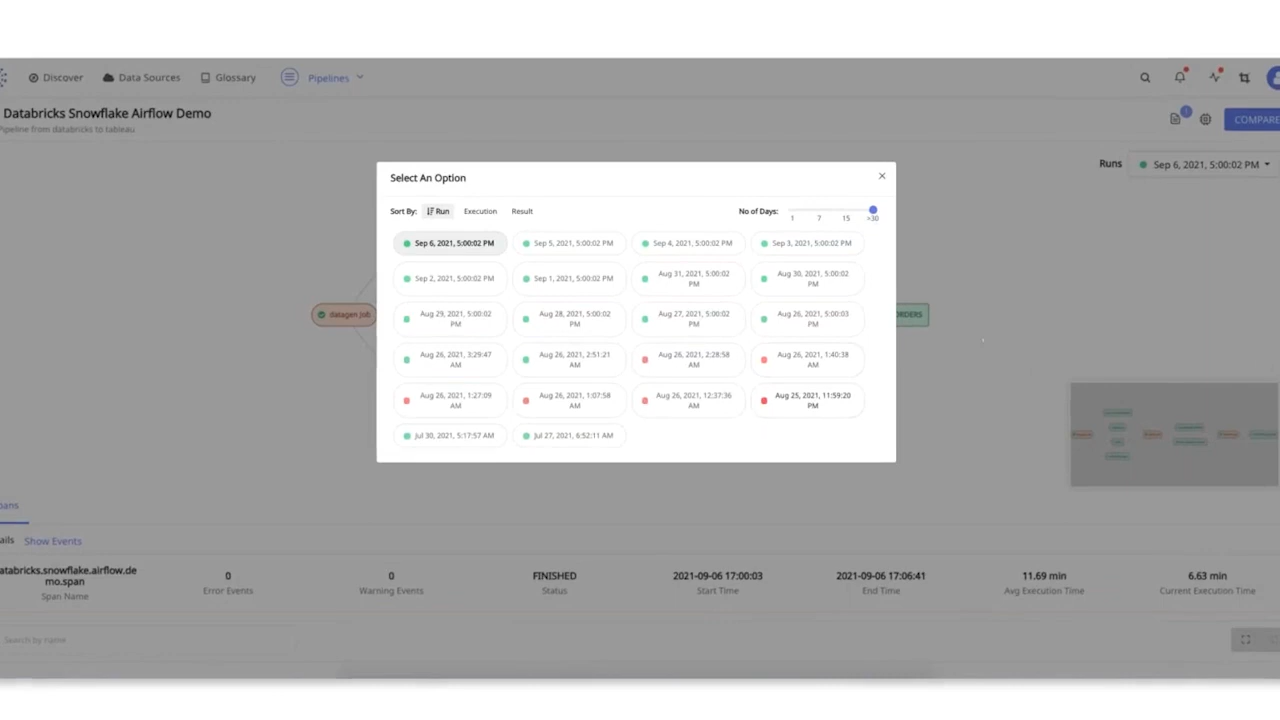 Discover
Data Sources
Glossary
Pipelines
Databricks Snowflake Airflow Demo
Pipeline from databricks to tableau
1
COMPARE
Runs
Sep 6, 2021, 5:00:02 PM
Select An Option
Sort By:
Run
Execution
Result
No of Days:
1
7
15
>30
Sep 6, 2021, 5:00:02 PM
Sep 5, 2021, 5:00:02 PM
Sep 4, 2021, 5:00:02 PM
Sep 3, 2021, 5:00:02 PM
Sep 2, 2021, 5:00:02 PM
Sep 1, 2021, 5:00:02 PM
Aug 31, 2021, 5:00:02
PM
Aug 30, 2021, 5:00:02
PM
Aug 29, 2021, 5:00:02
PM
Aug 28, 2021, 5:00:02
PM
Aug 27, 2021, 5:00:02
PM
Aug 26, 2021, 5:00:03
PM
Aug 26, 2021, 3:29:47
AM
Aug 26, 2021, 2:51:21
AM
Aug 26, 2021, 2:28:58
AM
Aug 26, 2021, 1:40:38
AM
Aug 26, 2021, 1:27:09
AM
Aug 26, 2021, 1:07:58
AM
Aug 26, 2021, 12:37:36
AM
Aug 25, 2021, 11:59:20
PM
Jul 30, 2021, 5:17:57 AM
Jul 27, 2021, 6:52:11 AM
datagen job
ORDERS
pans
ails
Show Events
atabricks.snowflake.airflow.de
mo.span
Span Name
0
Error Events
0
Warning Events
FINISHED
Status
2021-09-06 17:00:03
Start Time
2021-09-06 17:06:41
End Time
11.69 min
Avg Execution Time
6.63 min
Current Execution Time
Search by name